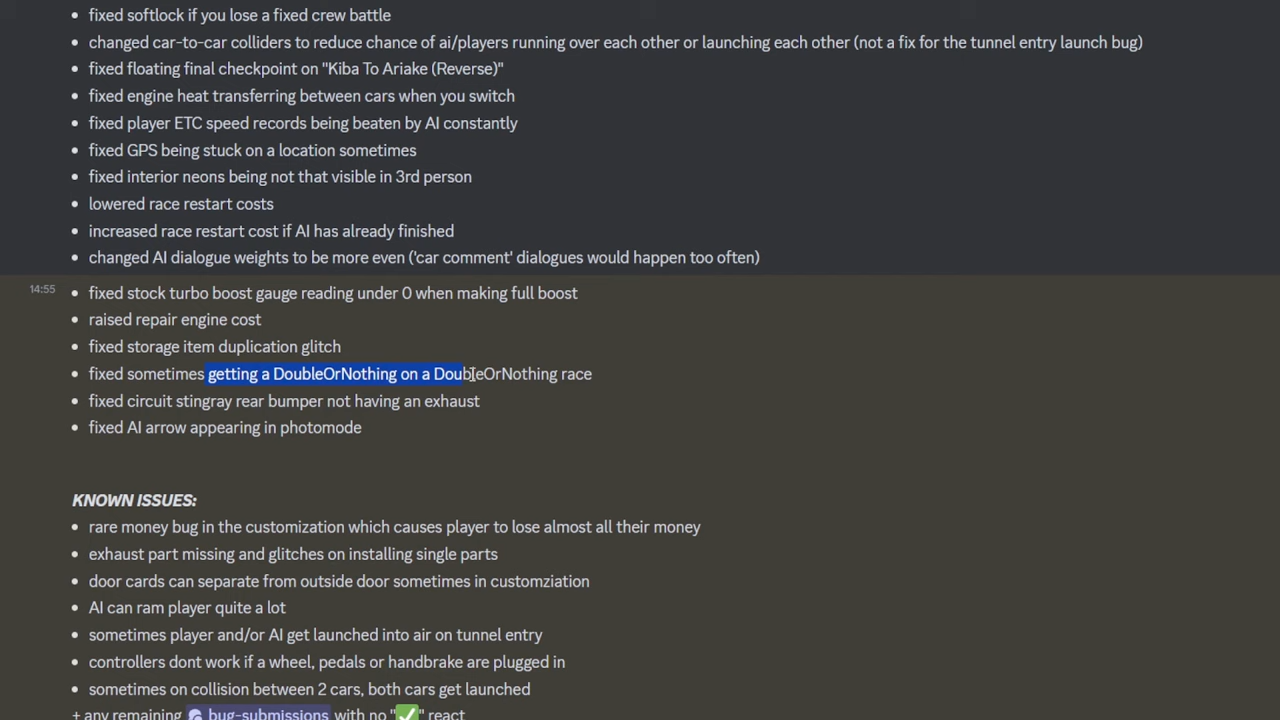 • fixed softlock if you lose a fixed crew battle
• changed car-to-car colliders to reduce chance of ai/players running over each other or launching each other (not a fix for the tunnel entry launch bug)
• fixed floating final checkpoint on "Kiba To Ariake (Reverse)"
• fixed engine heat transferring between cars when you switch
• fixed player ETC speed records being beaten by AI constantly
• fixed GPS being stuck on a location sometimes
• fixed interior neons being not that visible in 3rd person
• lowered race restart costs
• increased race restart cost if AI has already finished
• changed AI dialogue weights to be more even ('car comment' dialogues would happen too often)
14:55 • fixed stock turbo boost gauge reading under 0 when making full boost
• raised repair engine cost
• fixed storage item duplication glitch
• fixed sometimes getting a DoubleOrNothing on a DoubleOrNothing race
• fixed circuit stingray rear bumper not having an exhaust
• fixed AI arrow appearing in photomode
KNOWN ISSUES:
• rare money bug in the customization which causes player to lose almost all their money
• exhaust part missing and glitches on installing single parts
• door cards can separate from outside door sometimes in customziation
• AI can ram player quite a lot
• sometimes player and/or AI get launched into air on tunnel entry
• controllers dont work if a wheel, pedals or handbrake are plugged in
• sometimes on collision between 2 cars, both cars get launched
+ any remaining bug-submissions with no "✅" react